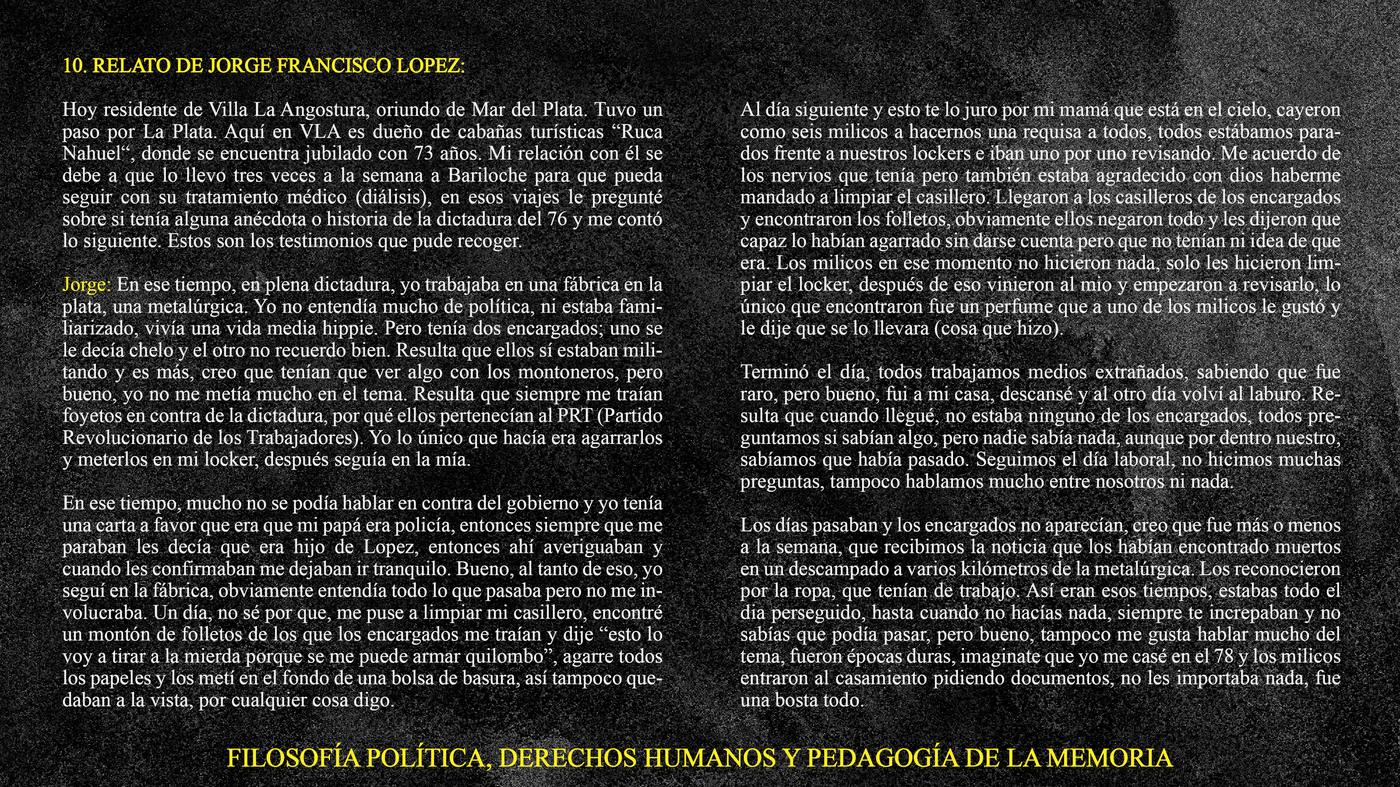 10. RELATO DE JORGE FRANCISCO LOPEZ:
Hoy residente de Villa La Angostura, oriundo de Mar del Plata. Tuvo un
paso por La Plata. Aquí en VLA es dueño de cabañas turísticas “Ruca
Nahuel“, donde se encuentra jubilado con 73 años. Mi relación con él se
debe a que lo llevo tres veces a la semana a Bariloche para que pueda
seguir con su tratamiento médico (diálisis), en esos viajes le pregunté
sobre si tenía alguna anécdota o historia de la dictadura del 76 y me contó
lo siguiente. Estos son los testimonios que pude recoger.
Jorge: En ese tiempo, en plena dictadura, yo trabajaba en una fábrica en la
plata, una metalúrgica. Yo no entendía mucho de política, ni estaba fami-
liarizado, vivía una vida media hippie. Pero tenía dos encargados; uno se
le decía chelo y el otro no recuerdo bien. Resulta que ellos sí estaban mili-
tando y es más, creo que tenían que ver algo con los montoneros, pero
bueno, yo no me metía mucho en el tema. Resulta que siempre me traían
foyetos en contra de la dictadura, por qué ellos pertenecían al PRT (Partido
Revolucionario de los Trabajadores). Yo lo único que hacía era agarrarlos
y meterlos en mi locker, después seguía en la mía.
En ese tiempo, mucho no se podía hablar en contra del gobierno y yo tenía
una carta a favor que era que mi papá era policía, entonces siempre que me
paraban les decía que era hijo de Lopez, entonces ahí averiguaban y
cuando les confirmaban me dejaban ir tranquilo. Bueno, al tanto de eso, yo
seguí en la fábrica, obviamente entendía todo lo que pasaba pero no me in-
volucraba. Un día, no sé por que, me puse a limpiar mi casillero, encontré
un montón de folletos de los que los encargados me traían y dije “esto lo
voy a tirar a la mierda porque se me puede armar quilombo”, agarre todos
los papeles y los metí en el fondo de una bolsa de basura, así tampoco que-
daban a la vista, por cualquier cosa digo.
Al día siguiente y esto te lo juro por mi mamá que está en el cielo, cayeron
como seis milicos a hacernos una requisa a todos, todos estábamos para-
dos frente a nuestros lockers e iban uno por uno revisando. Me acuerdo de
los nervios que tenía pero también estaba agradecido con dios haberme
mandado a limpiar el casillero. Llegaron a los casilleros de los encargados
y encontraron los folletos, obviamente ellos negaron todo y les dijeron que
capaz lo habían agarrado sin darse cuenta pero que no tenían ni idea de que
era. Los milicos en ese momento no hicieron nada, solo les hicieron lim-
piar el locker, después de eso vinieron al mio y empezaron a revisarlo, lo
único que encontraron fue un perfume que a uno de los milicos le gustó y
le dije que se lo llevara (cosa que hizo).
Terminó el día, todos trabajamos medios extrañados, sabiendo que fue
raro, pero bueno, fui a mi casa, descansé y al otro día volví al laburo. Re-
sulta que cuando llegué, no estaba ninguno de los encargados, todos pre-
guntamos si sabían algo, pero nadie sabía nada, aunque por dentro nuestro,
sabíamos que había pasado. Seguimos el día laboral, no hicimos muchas
preguntas, tampoco hablamos mucho entre nosotros ni nada.
Los días pasaban y los encargados no aparecían, creo que fue más o menos
a la semana, que recibimos la noticia que los habían encontrado muertos
en un descampado a varios kilómetros de la metalúrgica. Los reconocieron
por la ropa, que tenían de trabajo. Así eran esos tiempos, estabas todo el
dia perseguido, hasta cuando no hacías nada, siempre te increpaban y no
sabías que podía pasar, pero bueno, tampoco me gusta hablar mucho del
tema, fueron épocas duras, imaginate que yo me casé en el 78 y los milicos
entraron al casamiento pidiendo documentos, no les importaba nada, fue
una bosta todo.
FILOSOFÍA POLÍTICA, DERECHOS HUMANOS Y PEDAGOGÍA DE LA MEMORIA